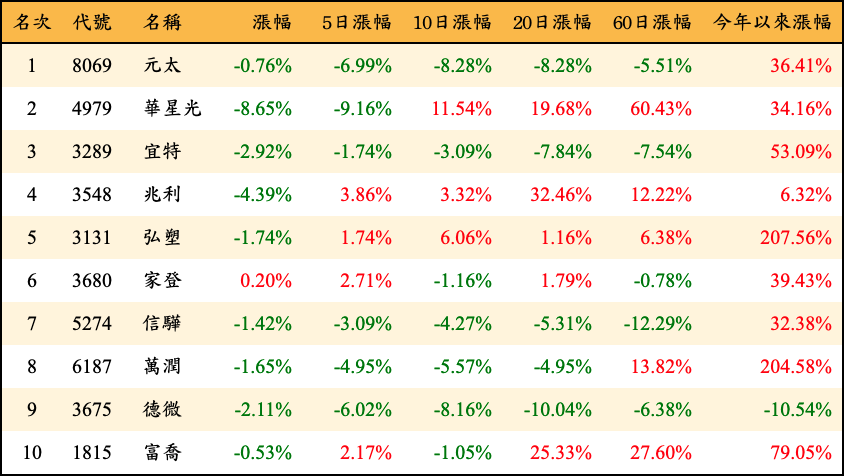 名次 代號 名稱 漲幅 5日漲幅 10日漲幅 20日漲幅 60日漲幅 今年以來漲幅
1 8069 元太 -0.76% -6.99% -8.28% -8.28% -5.51% 36.41%
2 4979 華星光 -8.65% -9.16% 11.54% 19.68% 60.43% 34.16%
3 3289 宜特 -2.92% -1.74% -3.09% -7.84% -7.54% 53.09%
4 3548 兆利 -4.39% 3.86% 3.32% 32.46% 12.22% 6.32%
5 3131 弘塑 -1.74% 1.74% 6.06% 1.16% 6.38% 207.56%
6 3680 家登 0.20% 2.71% -1.16% 1.79% -0.78% 39.43%
7 5274 信驊 -1.42% -3.09% -4.27% -5.31% -12.29% 32.38%
8 6187 萬潤 -1.65% -4.95% -5.57% -4.95% 13.82% 204.58%
9 3675 德微 -2.11% -6.02% -8.16% -10.04% -6.38% -10.54%
10 1815 富喬 -0.53% 2.17% -1.05% 25.33% 27.60% 79.05%